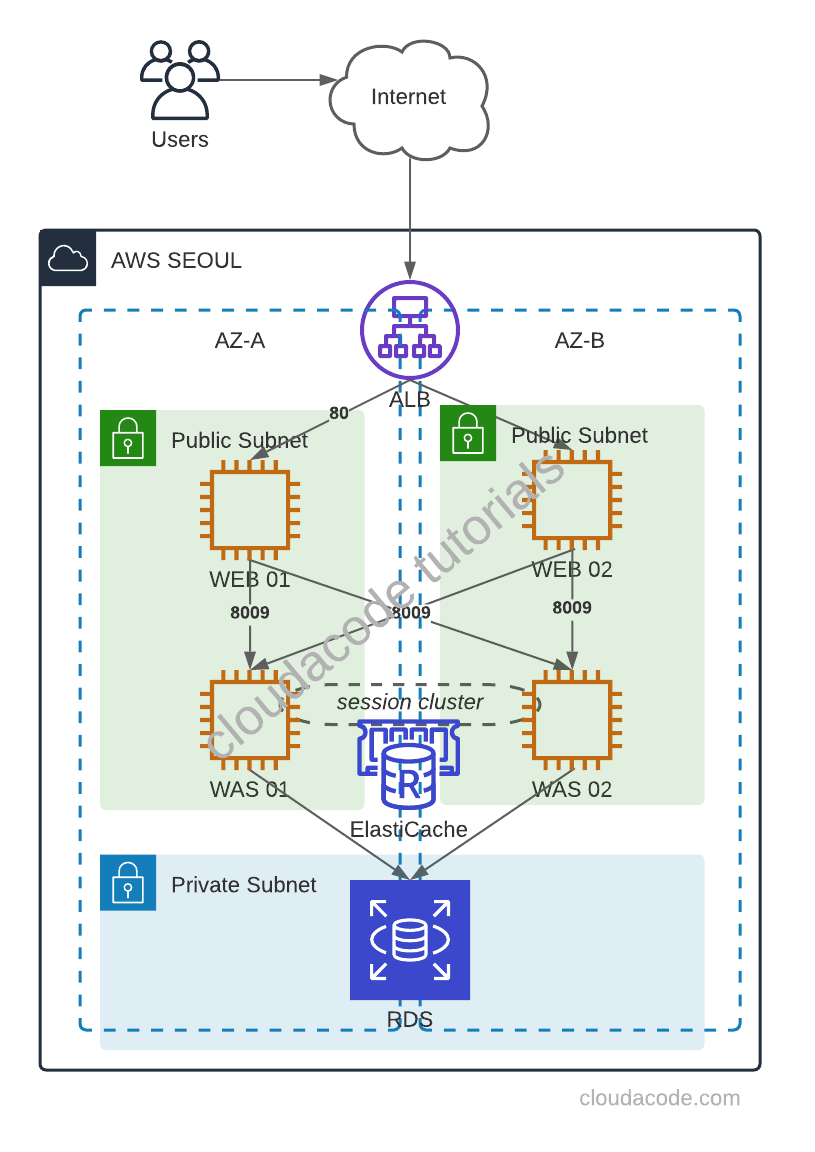 Users
Internet
AWS SEOUL
AZ-A
AZ-B
ALB
80
Public Subnet
Public Subnet
WEB 01
WEB 02
8009
8009
8009
cloudacode tutorials
session cluster
R
WAS 01
WAS 02
ElastiCache
Private Subnet
RDS
cloudacode.com